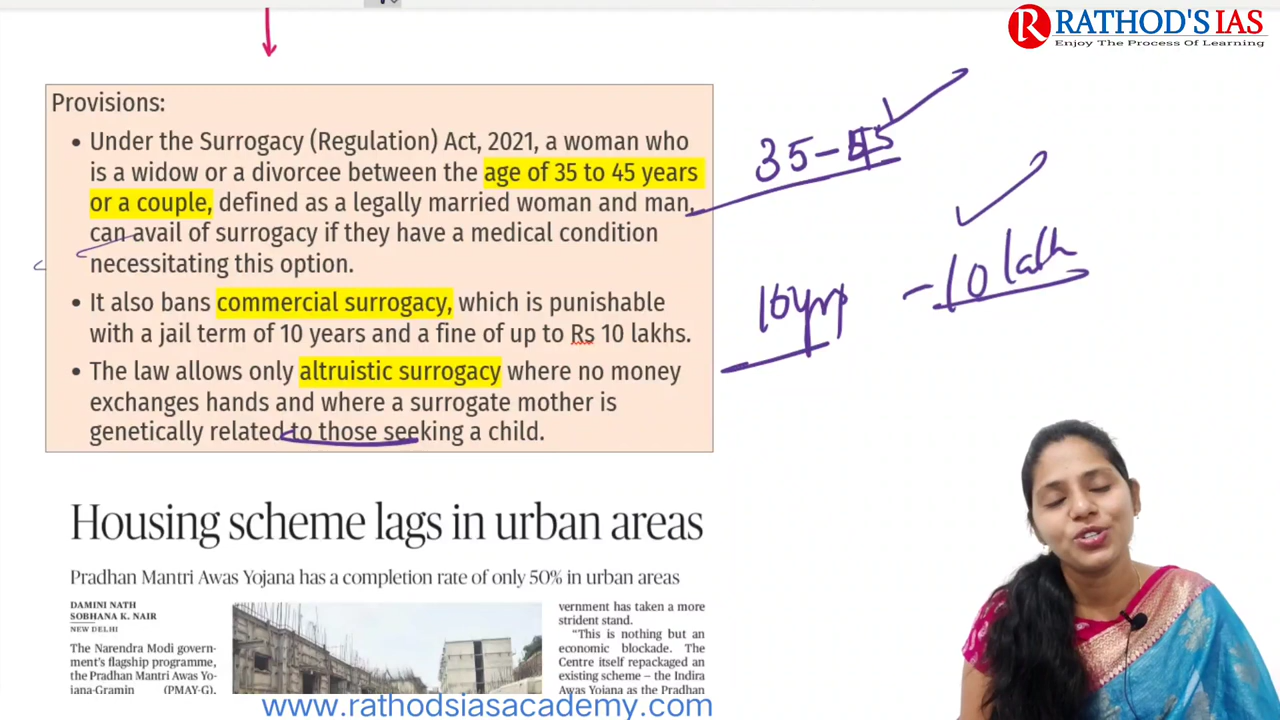 RATHOD'S IAS
Enjoy The Process Of Learning
Provisions:
• Under the Surrogacy (Regulation) Act, 2021, a woman who
is a widow or a divorcee between the age of 35 to 45 years
or a couple, defined as a legally married woman and man,
can avail of surrogacy if they have a medical condition
necessitating this option.
• It also bans commercial surrogacy, which is punishable
with a jail term of 10 years and a fine of up to Rs 10 lakhs.
• The law allows only altruistic surrogacy where no money
exchanges hands and where a surrogate mother is
genetically related to those seeking a child.
35-45
10yrs - 10 lakh
Housing scheme lags in urban areas
Pradhan Mantri Awas Yojana has a completion rate of only 50% in urban areas
DAMINI NATH
SOBHANA K. NAIR
NEW DELHI
The Narendra Modi govern-
ment's flagship programme,
the Pradhan Mantri Awas Yo-
jana-Gramin (PMAY-G),
vernment has taken a more
strident stand.
"This is nothing but an
economic blockade. The
Centre itself repackaged an
existing scheme – the Indira
Awas Yojana as the Pradhan
www.rathodsiasacademy.com